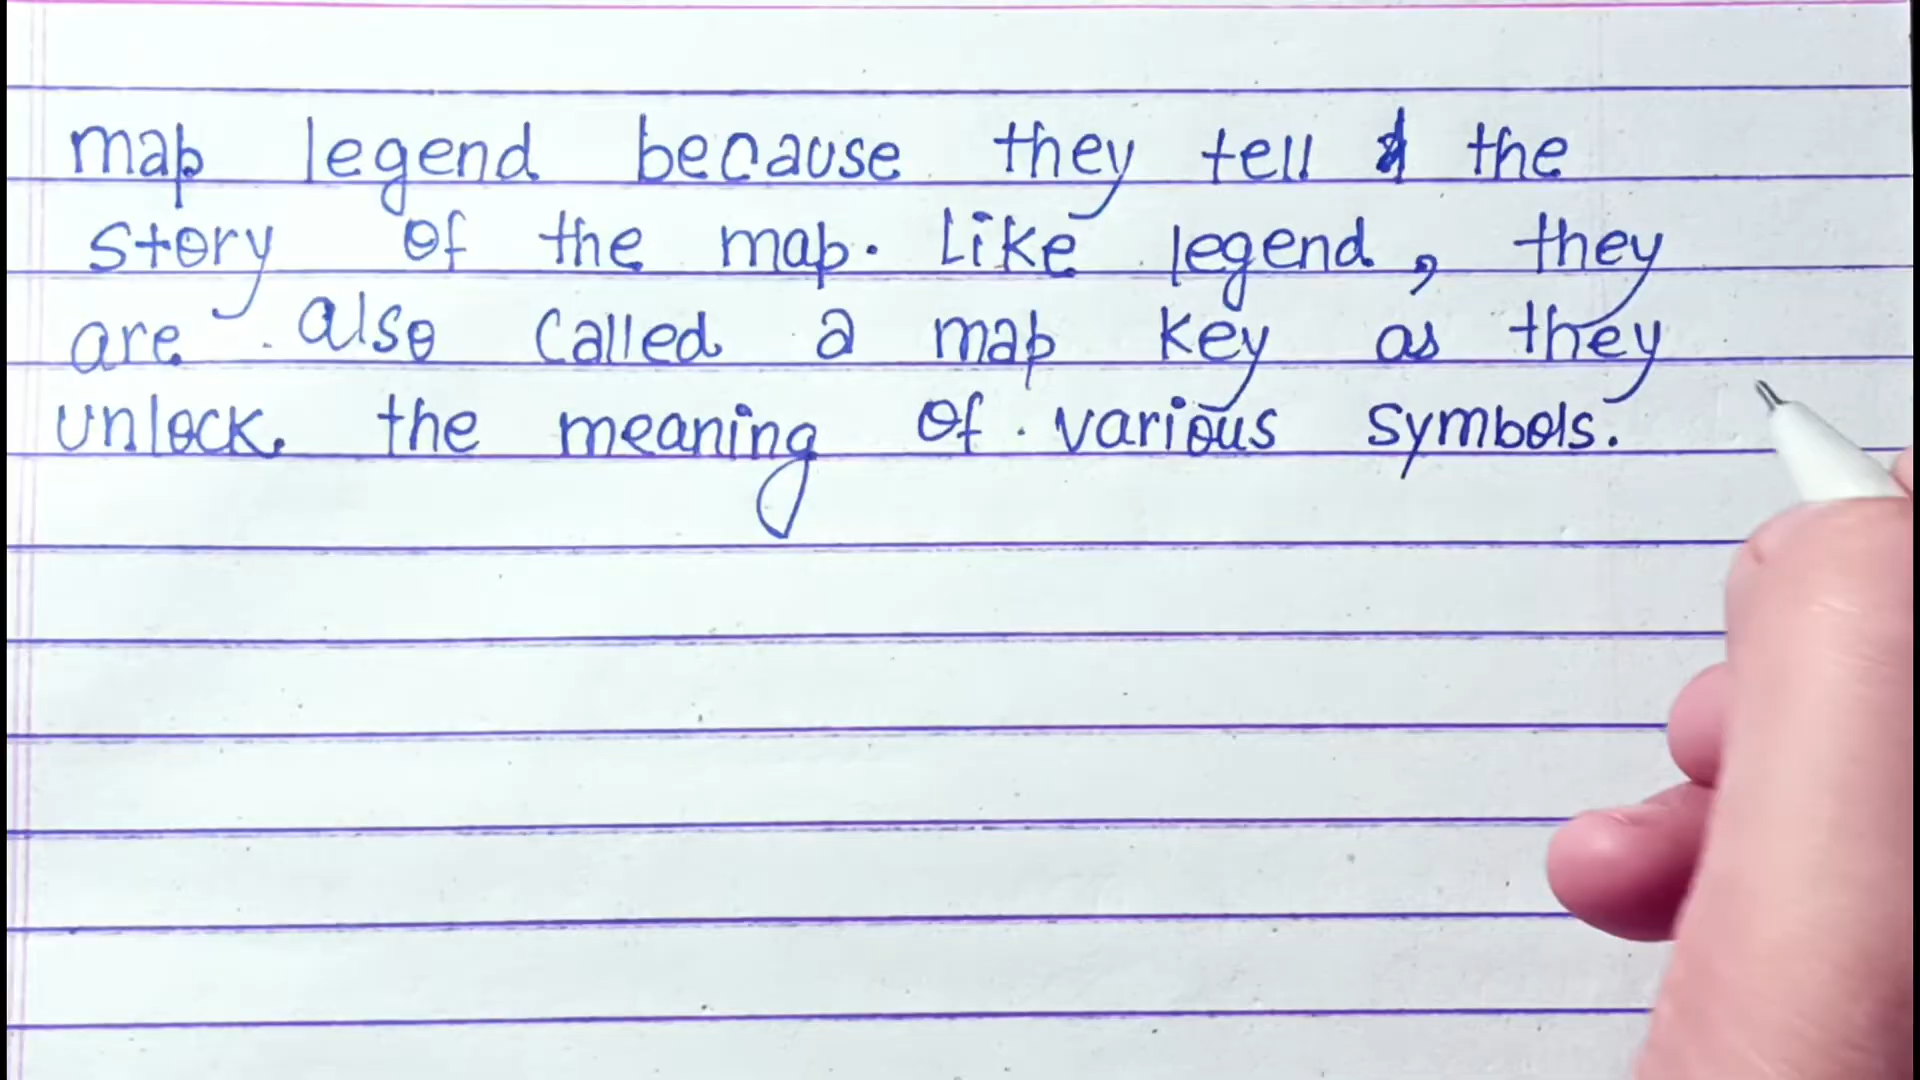 map legend because they tell the
story of the map. Like legend, they
are also called a map key as they
unlock the meaning of various symbols.